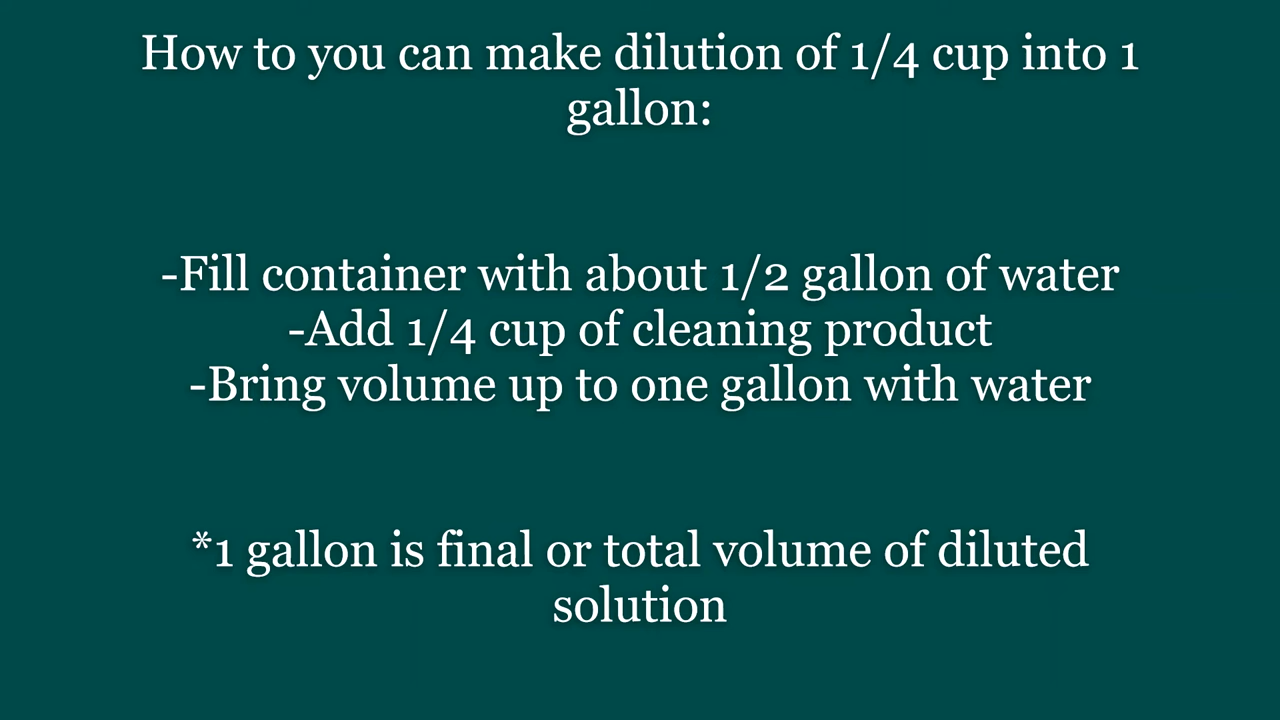 How to you can make dilution of 1/4 cup into 1
gallon:
-Fill container with about 1/2 gallon of water
-Add 1/4 cup of cleaning product
-Bring volume up to one gallon with water
*1 gallon is final or total volume of diluted
solution